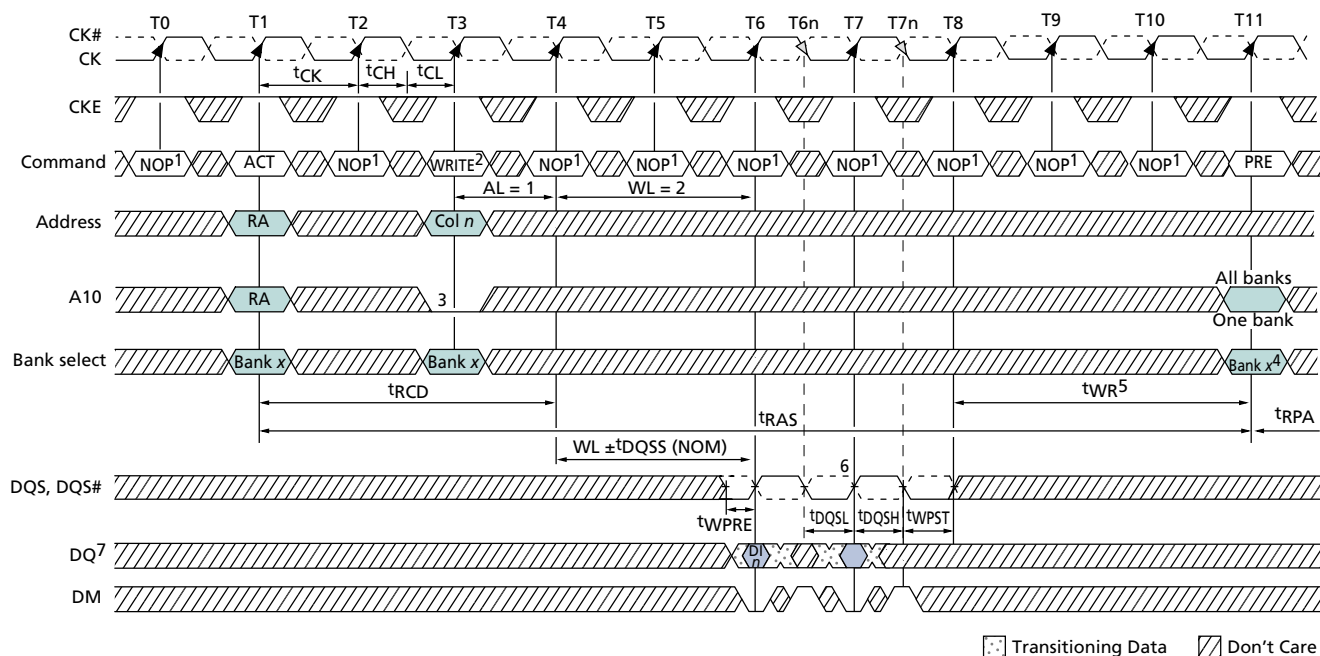 T0 T1 T2 T3 T4 T5 T6 T6n T7 T7n T8 T9 T10 T11
CK#
CK
tCK tCH tCL
CKE
Command NOP1 ACT NOP1 WRITE2 NOP1 NOP1 NOP1 NOP1 NOP1 NOP1 NOP1 PRE
AL = 1 WL = 2
Address RA Col n
All banks
A10 RA 3
One bank
Bank select Bank x Bank x Bank x4
tRCD tWR5
tRAS tRPA
WL ±tDQSS (NOM)
6
DQS, DQS#
tWPRE tDQSL tDQSH tWPST
DQ7 DI
n
DM
Transitioning Data Don't Care